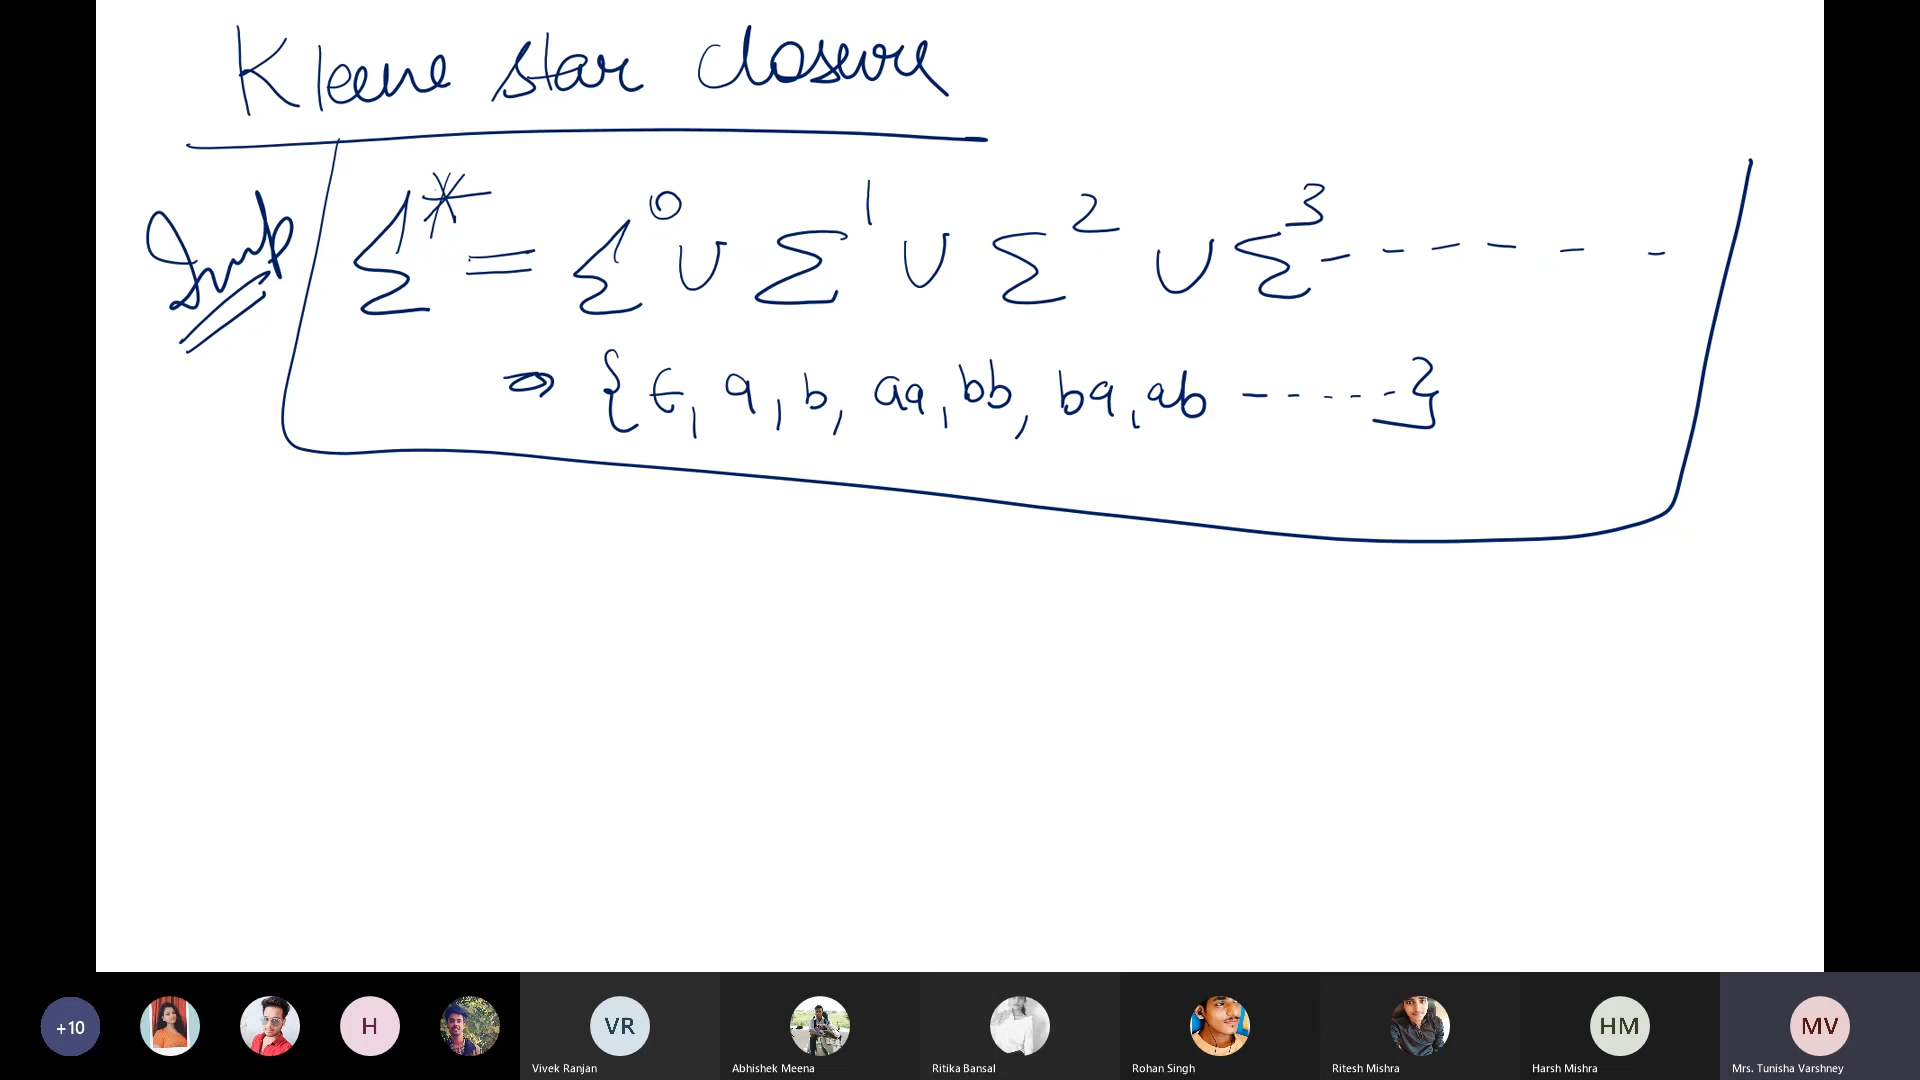 Kleene star closure
Imp
Σ* = Σ⁰ ∪ Σ¹ ∪ Σ² ∪ Σ³ - - - - - -
⇒ {ε, a, b, aa, bb, ba, ab - - - - - }
+10
H
VR
HM
MV
Vivek Ranjan
Abhishek Meena
Ritika Bansal
Rohan Singh
Ritesh Mishra
Harsh Mishra
Mrs. Tunisha Varshney